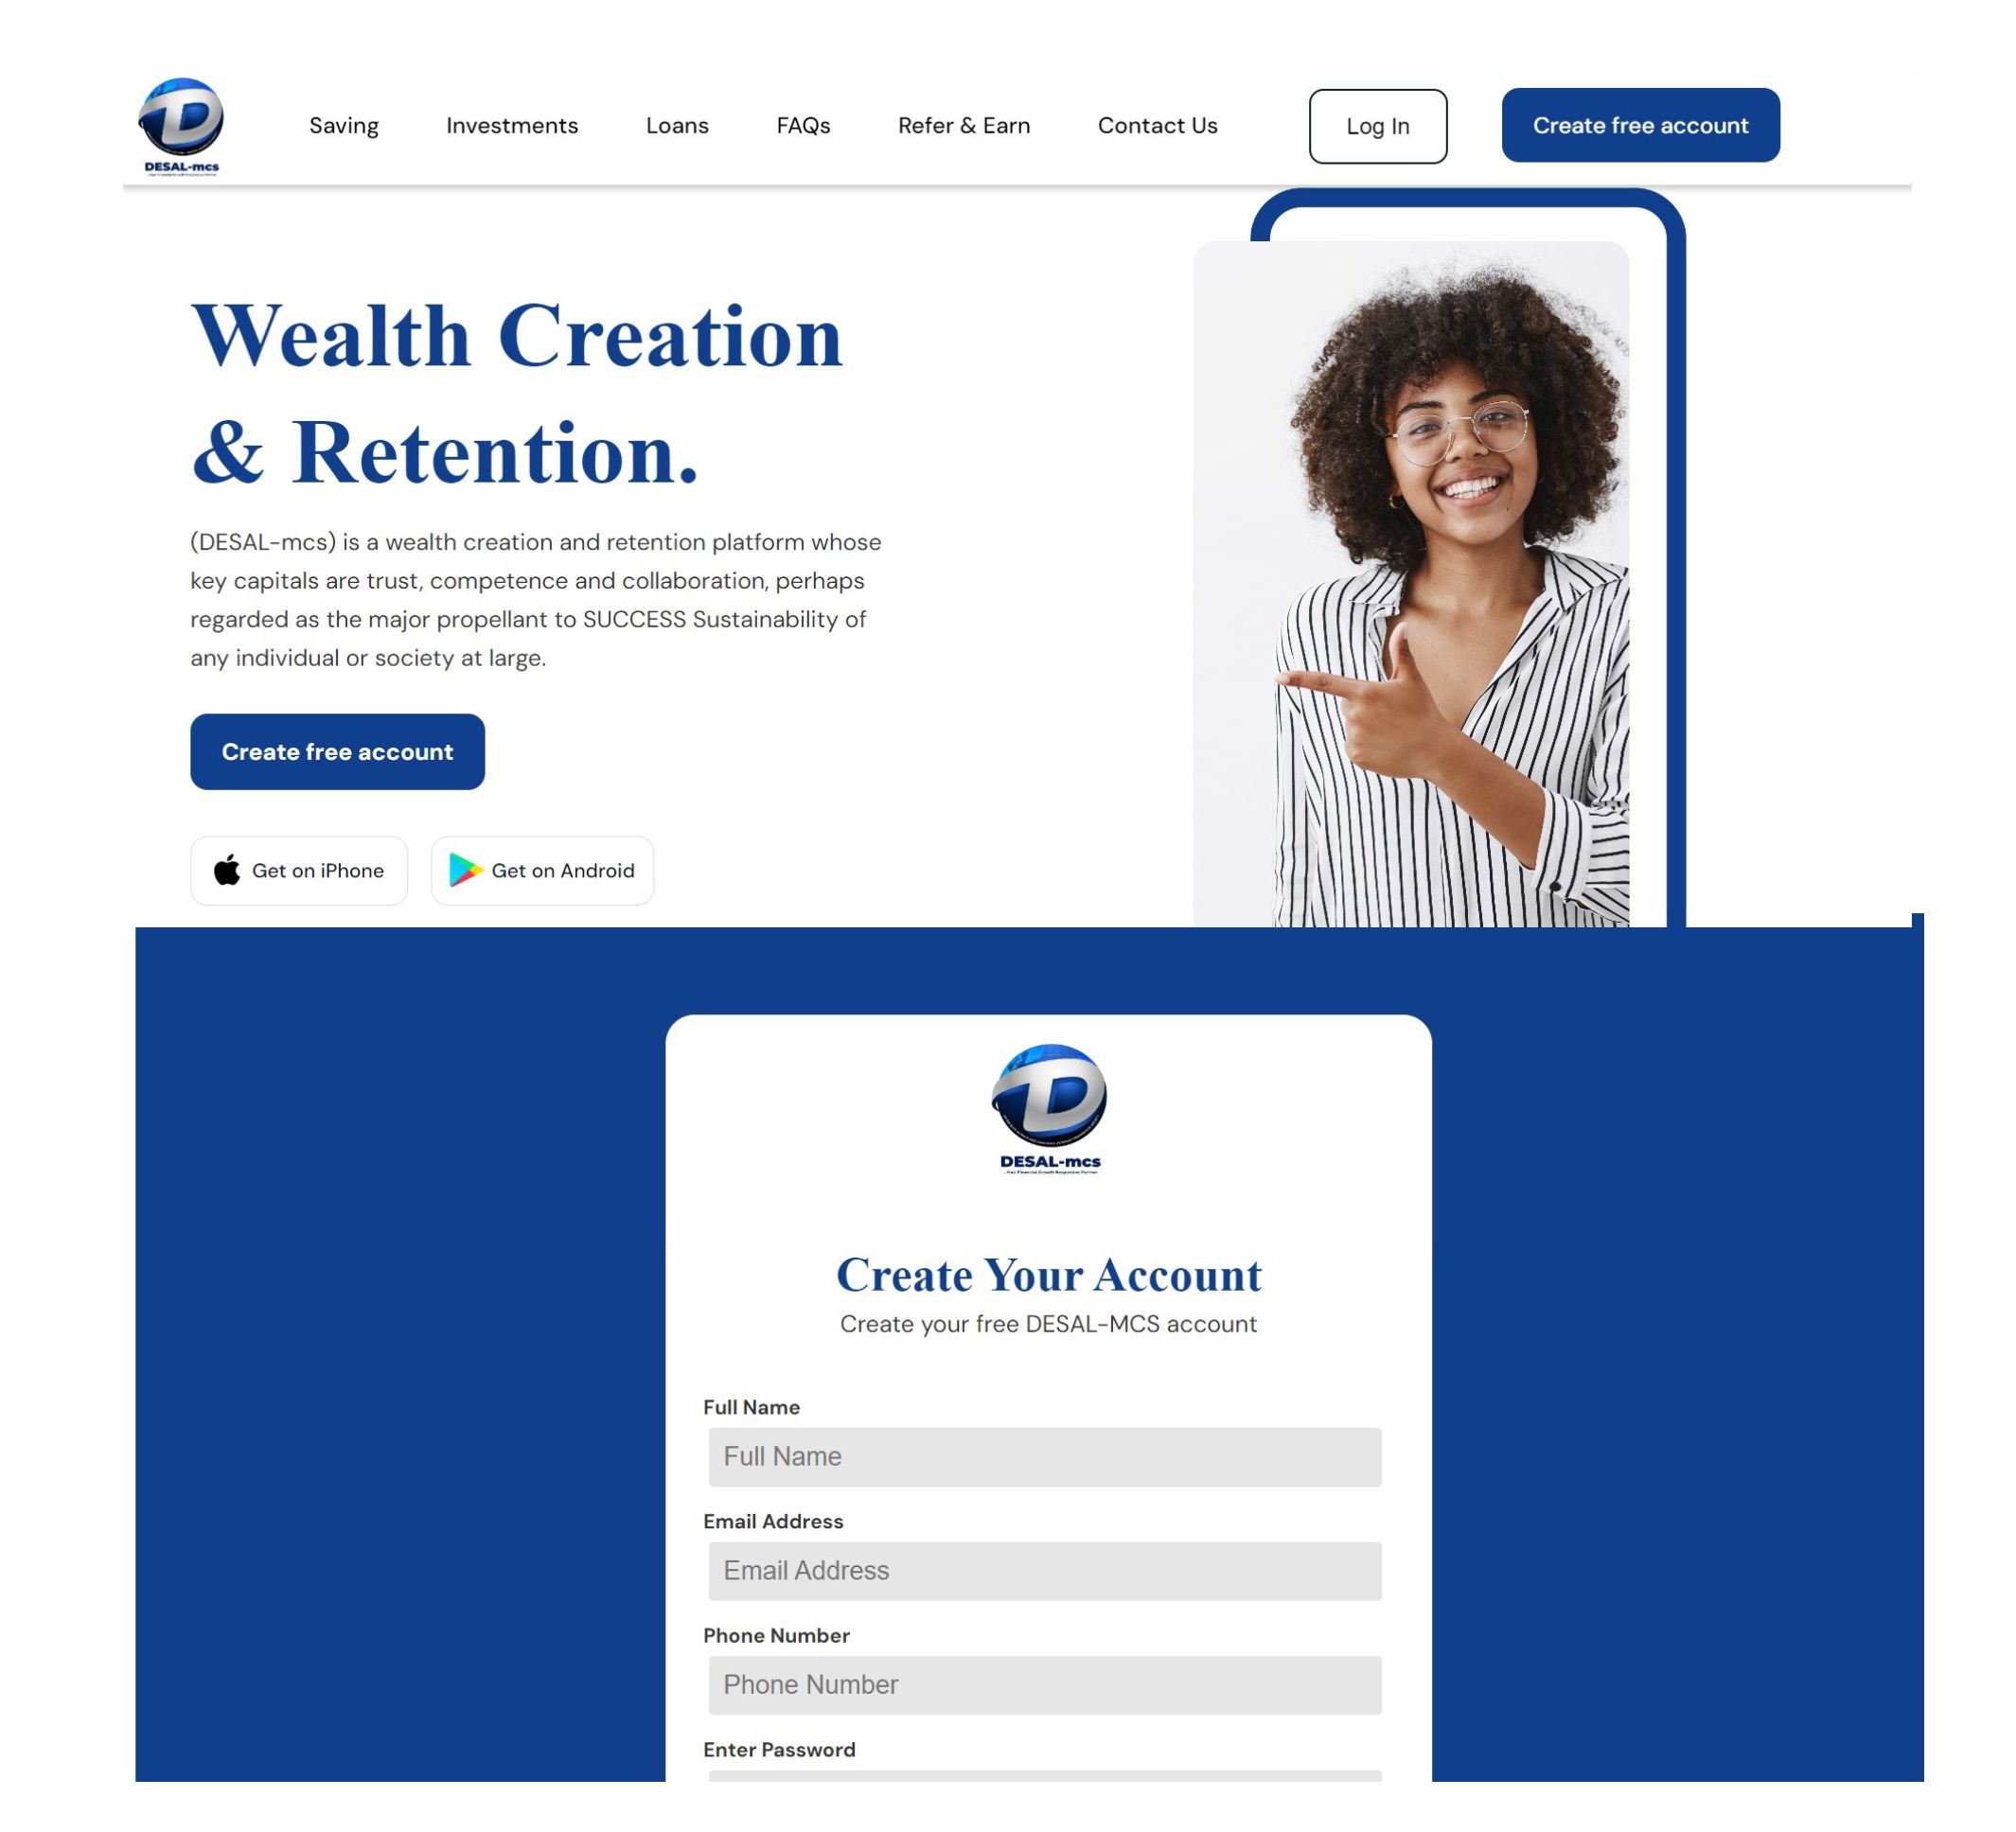 DESAL-mcs
Saving
Investments
Loans
FAQs
Refer & Earn
Contact Us
Log In
Create free account
Wealth Creation
& Retention.
(DESAL-mcs) is a wealth creation and retention platform whose
key capitals are trust, competence and collaboration, perhaps
regarded as the major propellant to SUCCESS Sustainability of
any individual or society at large.
Create free account
Get on iPhone
Get on Android
DESAL-mcs
Create Your Account
Create your free DESAL-MCS account
Full Name
Full Name
Email Address
Email Address
Phone Number
Phone Number
Enter Password